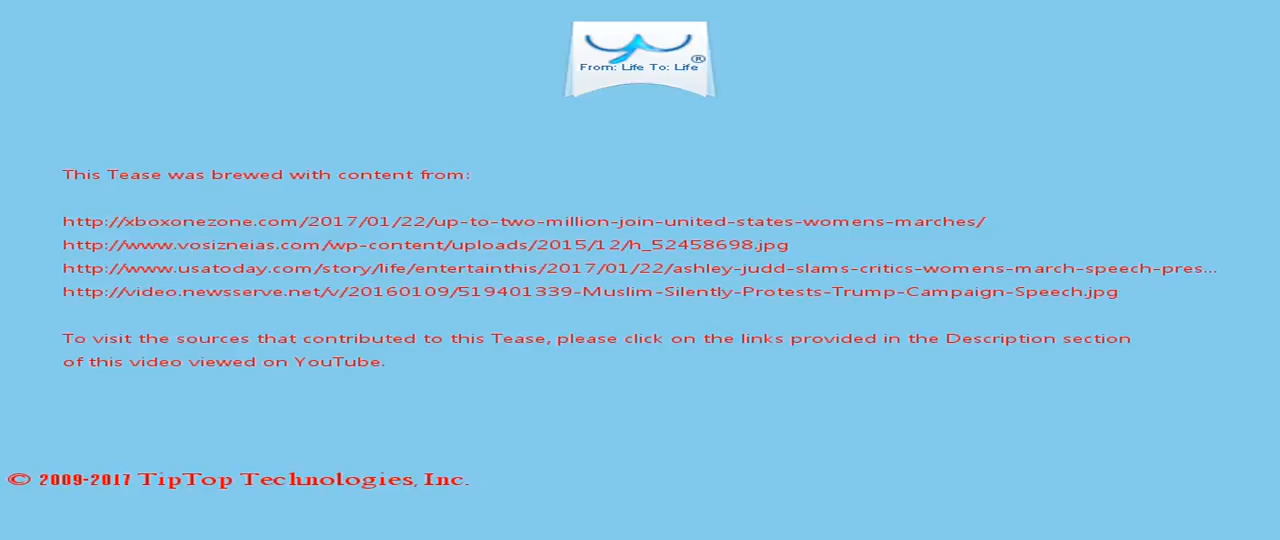 From: Life To: Life®
This Tease was brewed with content from:
http://xboxonezone.com/2017/01/22/up-to-two-million-join-united-states-womens-marches/
http://www.vosizneias.com/wp-content/uploads/2015/12/h_52458698.jpg
http://www.usatoday.com/story/life/entertainthis/2017/01/22/ashley-judd-slams-critics-womens-march-speech-pres...
http://video.newsserve.net/v/20160109/519401339-Muslim-Silently-Protests-Trump-Campaign-Speech.jpg
To visit the sources that contributed to this Tease, please click on the links provided in the Description section
of this video viewed on YouTube.
© 2009-2017 TipTop Technologies, Inc.